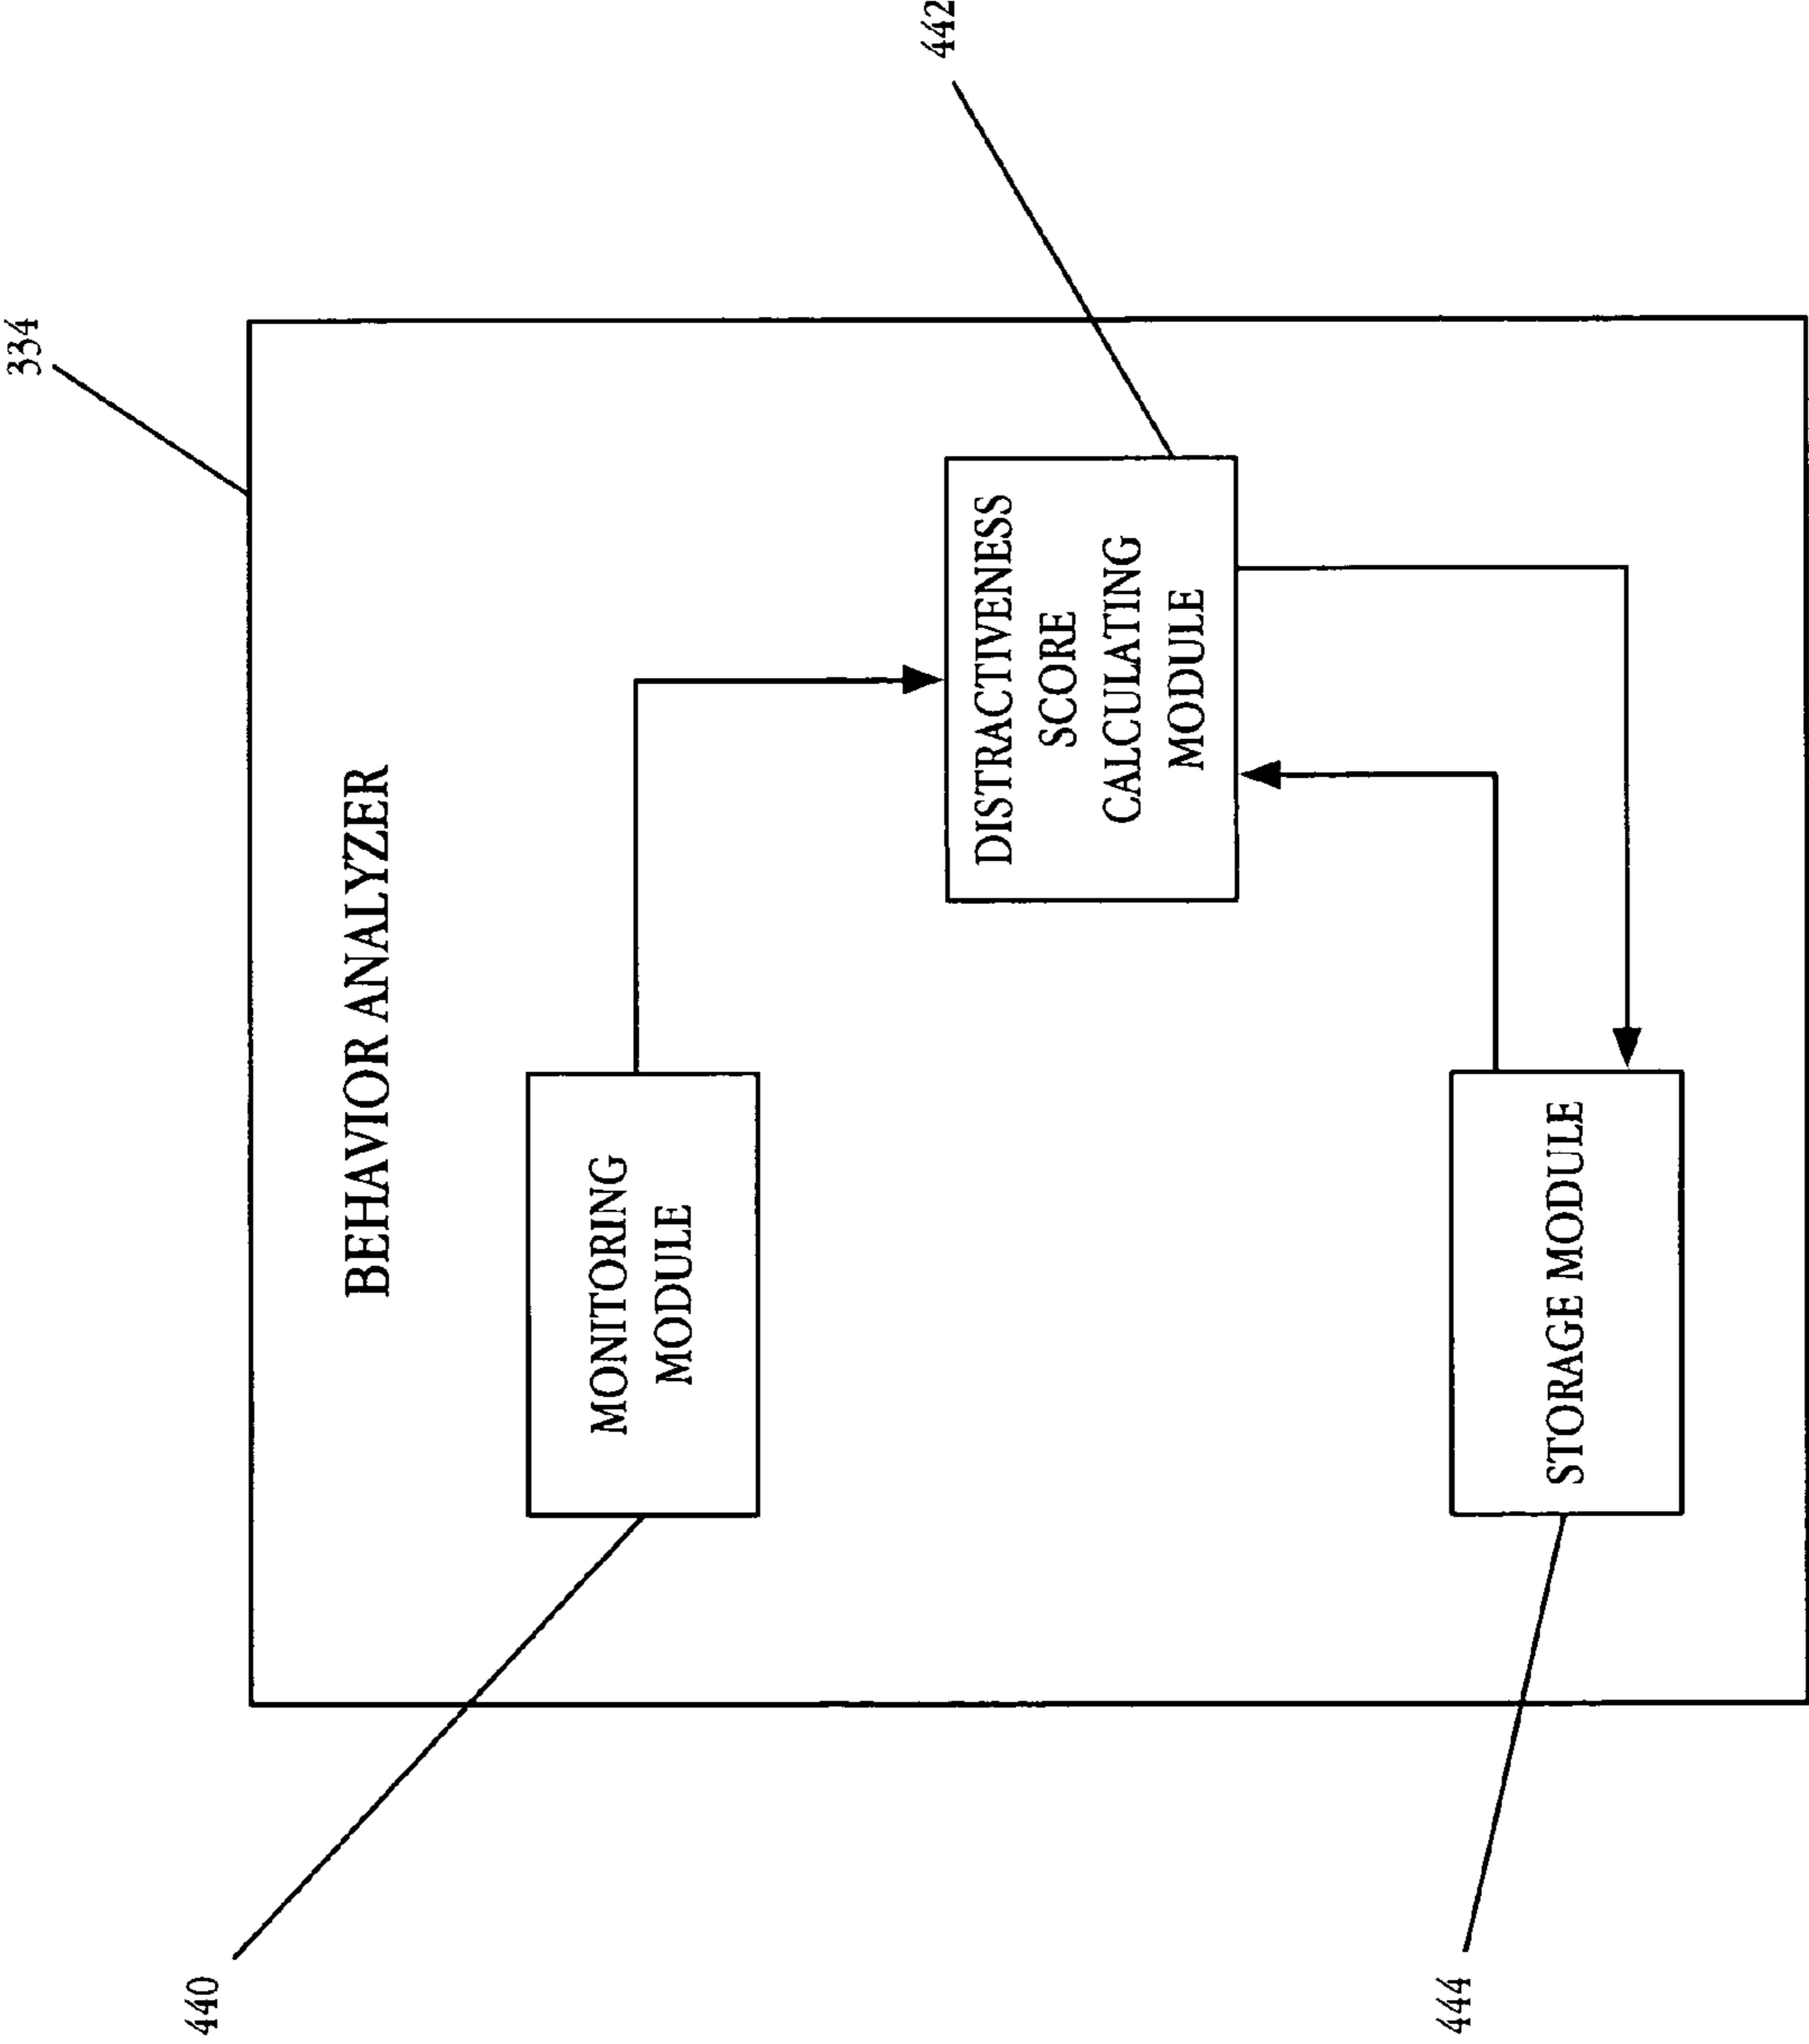 334
BEHAVIOR ANALYZER
440
MONITORING
MODULE
442
DISTRACTIVENESS
SCORE
CALCULATING
MODULE
444
STORAGE MODULE